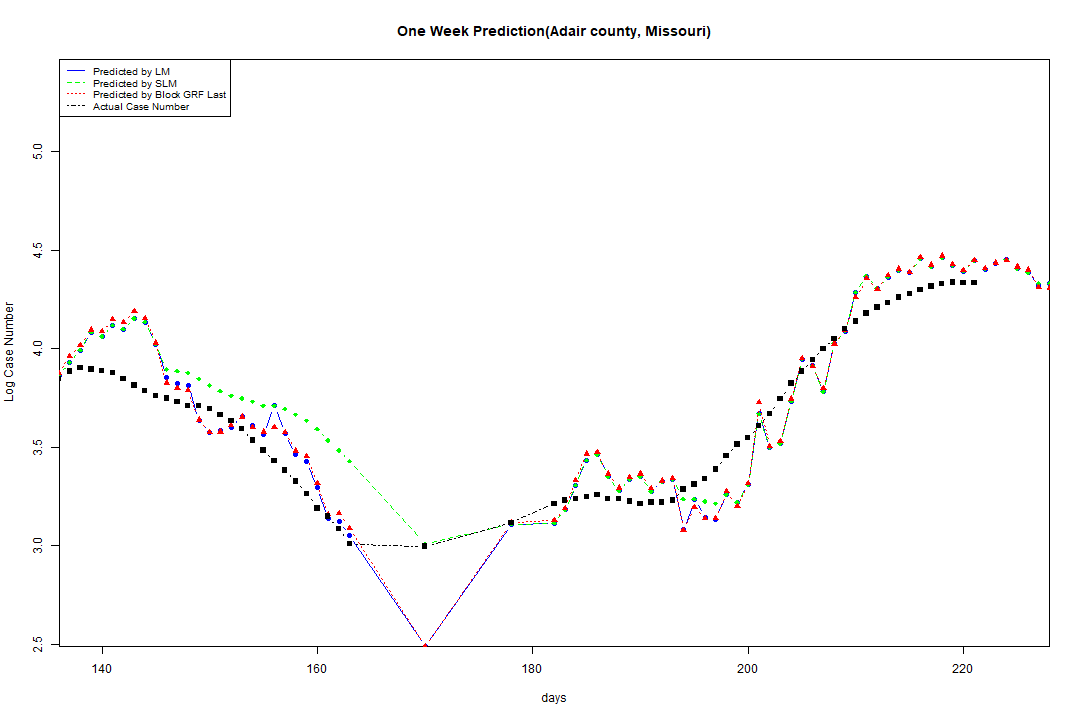 One Week Prediction(Adair county, Missouri)
Predicted by LM
Predicted by SLM
Predicted by Block GRF Last
Actual Case Number
5.0
4.5
4.0
3.5
3.0
2.5
Log Case Number
140 160 180 200 220
days